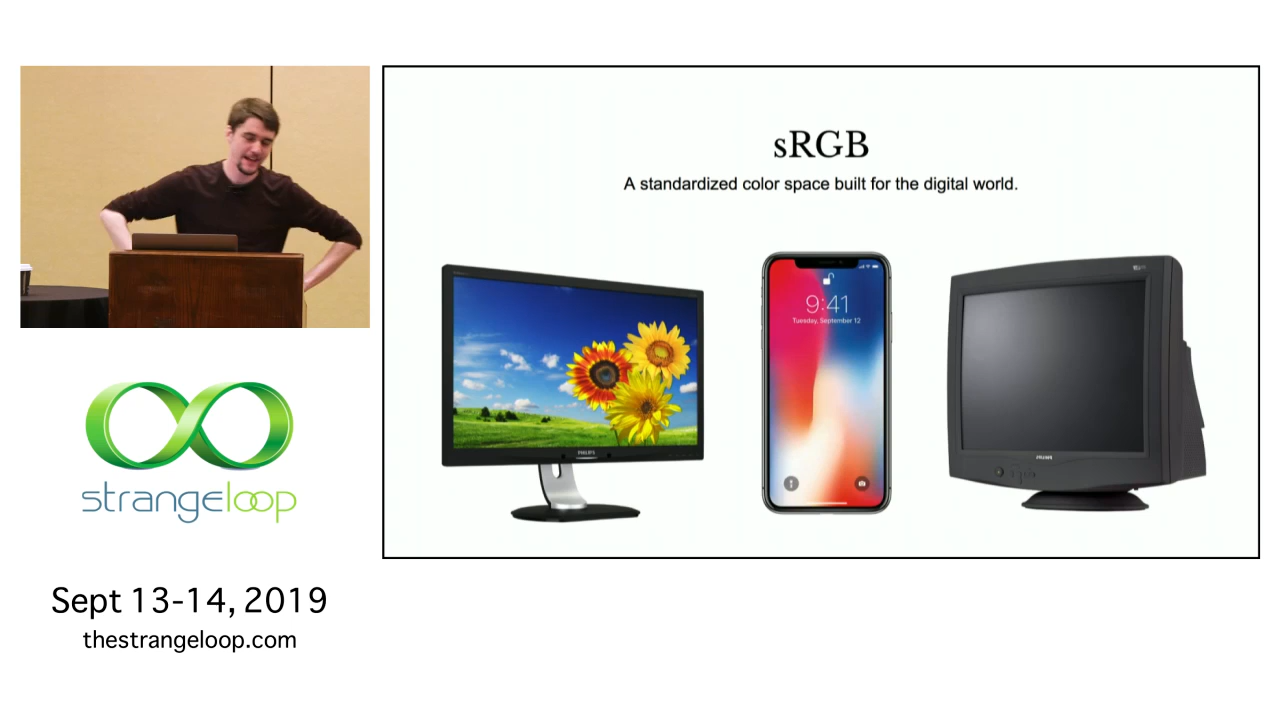 sRGB
A standardized color space built for the digital world.
9:41
Tuesday, September 12
PHILIPS
strangeloop
Sept 13-14, 2019
thestrangeloop.com